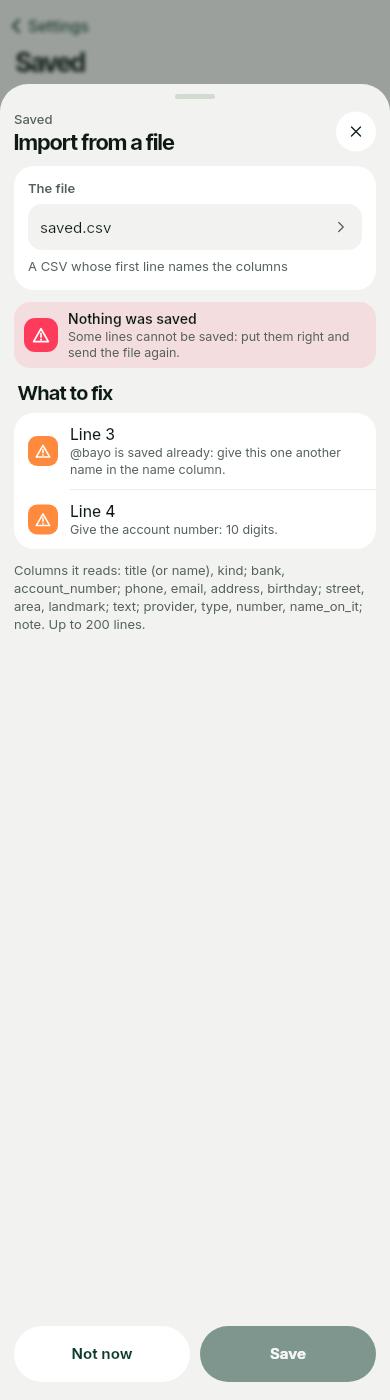 Settings
Saved
Saved
Import from a file
The file
saved.csv
A CSV whose first line names the columns
Nothing was saved
Some lines cannot be saved: put them right and
send the file again.
What to fix
Line 3
@bayo is saved already: give this one another
name in the name column.
Line 4
Give the account number: 10 digits.
Columns it reads: title (or name), kind; bank,
account_number; phone, email, address, birthday; street,
area, landmark; text; provider, type, number, name_on_it;
note. Up to 200 lines.
Not now
Save